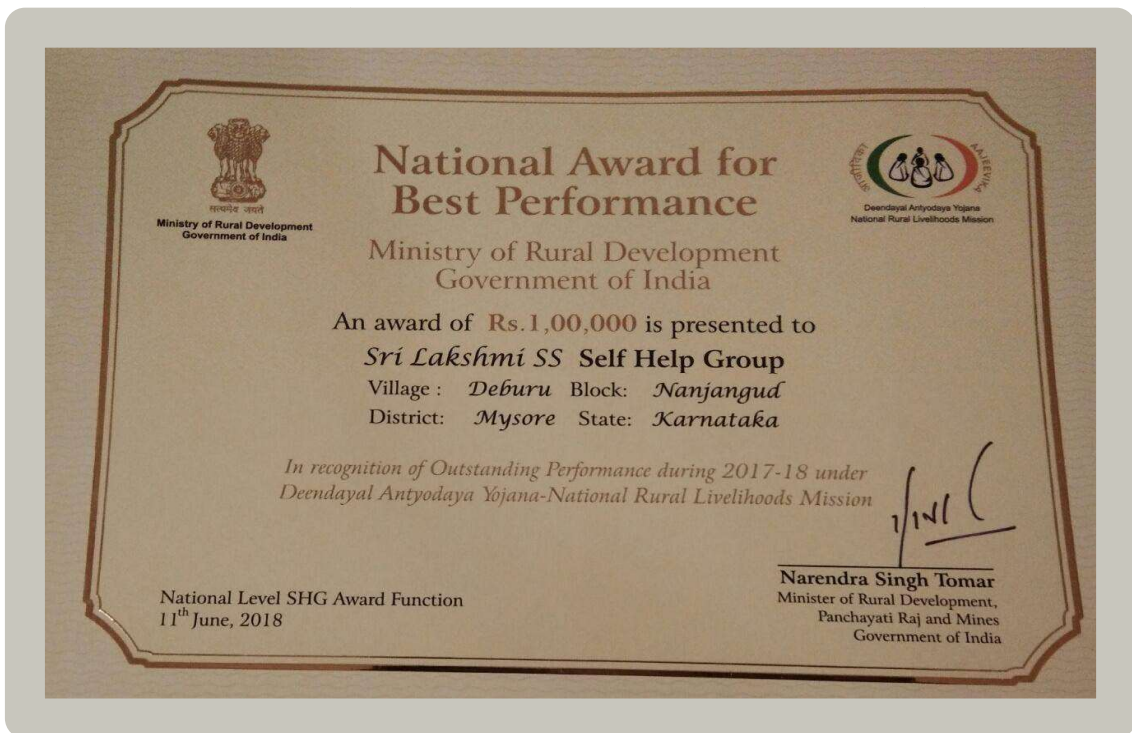 सत्यमेव जयते
Ministry of Rural Development
Government of India
National Award for
Best Performance
आजीविका
AAJEEVIKA
Deendayal Antyodaya Yojana
National Rural Livelihoods Mission
Ministry of Rural Development
Government of India
An award of Rs.1,00,000 is presented to
Sri Lakshmi SS Self Help Group
Village : Deburu Block: Nanjangud
District: Mysore State: Karnataka
In recognition of Outstanding Performance during 2017-18 under
Deendayal Antyodaya Yojana-National Rural Livelihoods Mission
National Level SHG Award Function
11th June, 2018
Narendra Singh Tomar
Minister of Rural Development,
Panchayati Raj and Mines
Government of India